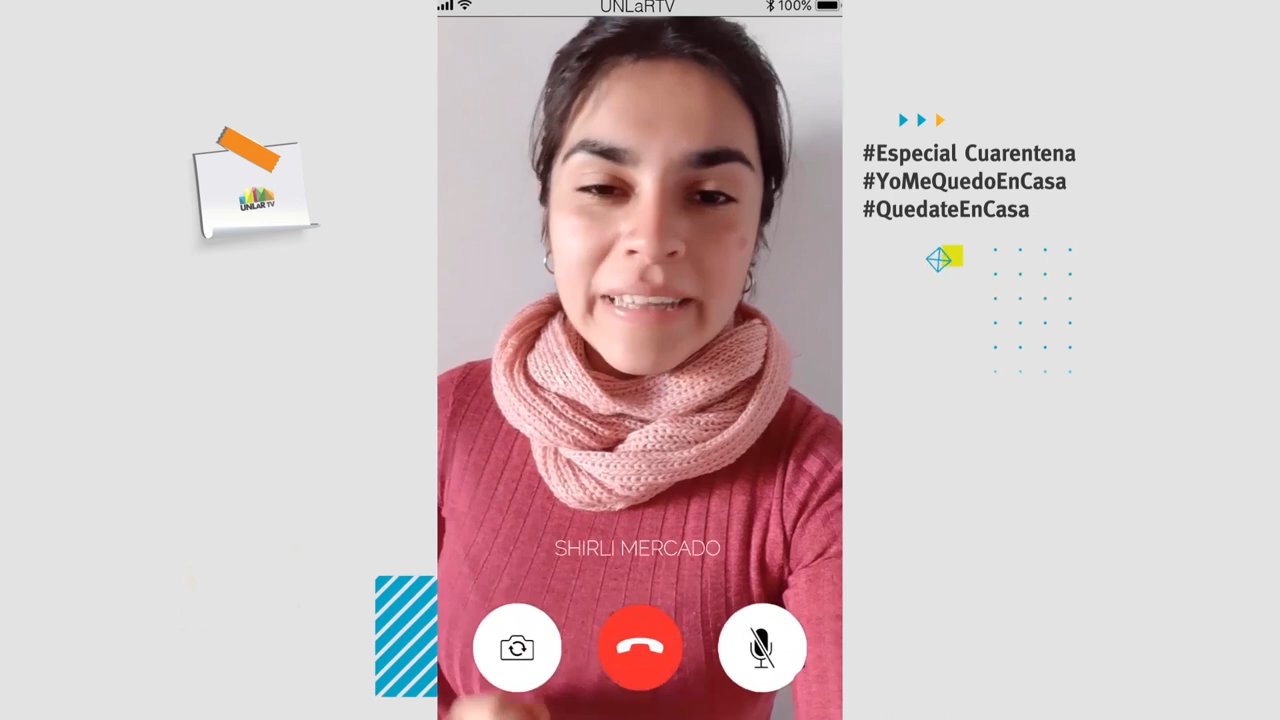 UNLaRTV
100%
UNLaR TV
#Especial Cuarentena
#YoMeQuedoEnCasa
#QuedateEnCasa
SHIRLI MERCADO